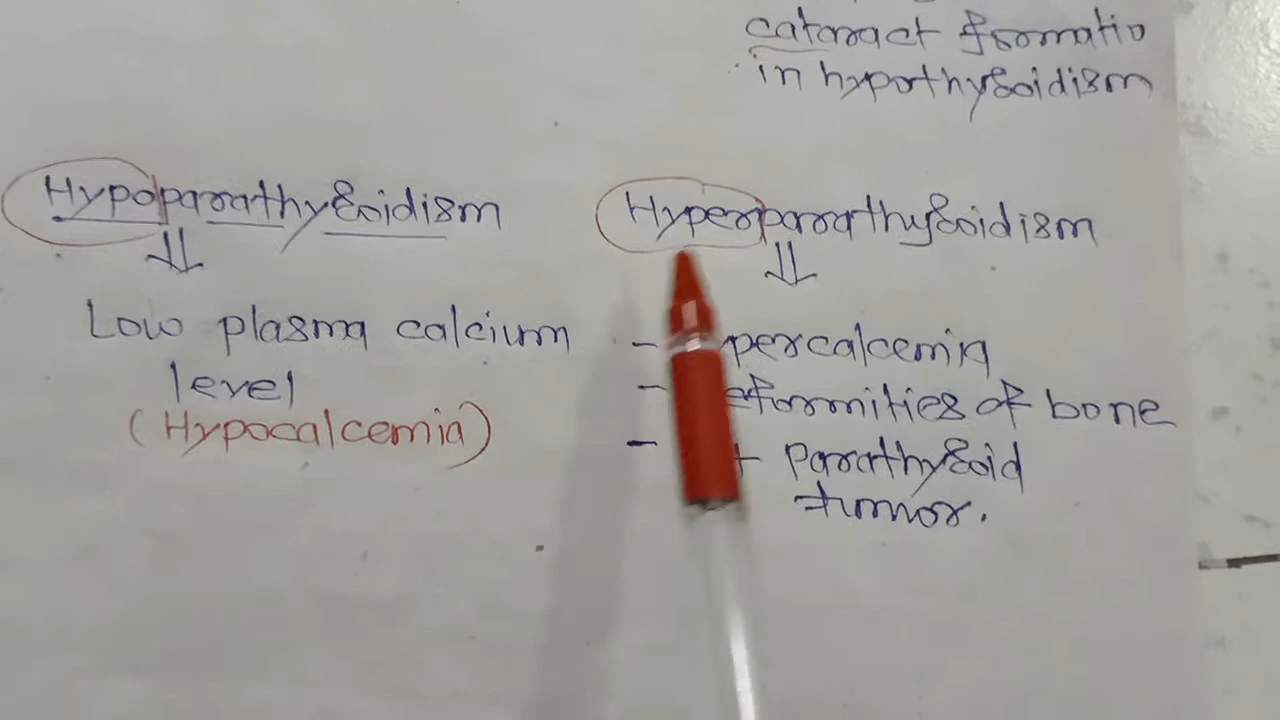 cataract formatio
in hypothyroidism
Hypoparathyroidism
Hyperparathyroidism
⇓
⇓
Low plasma calcium
level
(Hypocalcemia)
- percalcemia
- eformities of bone
- + parathyroid
tumor.